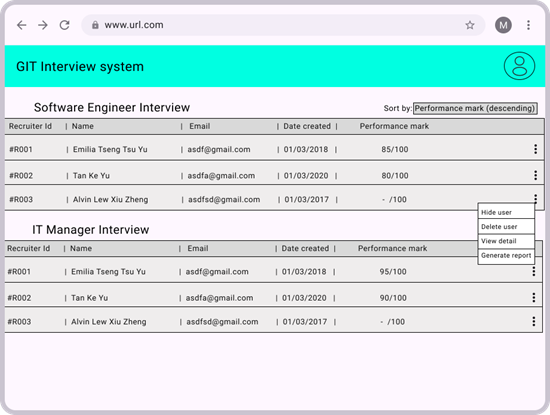 www.url.com
M
GIT Interview system
Software Engineer Interview
Sort by: Performance mark (descending)
Recruiter Id | Name | Email | Date created | Performance mark
#R001 | Emilia Tseng Tsu Yu | asdf@gmail.com | 01/03/2018 | 85/100
#R002 | Tan Ke Yu | asdfa@gmail.com | 01/03/2020 | 80/100
#R003 | Alvin Lew Xiu Zheng | asdfsd@gmail.com | 01/03/2017 | - /100
Hide user
Delete user
View detail
Generate report
IT Manager Interview
Recruiter Id | Name | Email | Date created | Performance mark
#R001 | Emilia Tseng Tsu Yu | asdf@gmail.com | 01/03/2018 | 95/100
#R002 | Tan Ke Yu | asdfa@gmail.com | 01/03/2020 | 90/100
#R003 | Alvin Lew Xiu Zheng | asdfsd@gmail.com | 01/03/2017 | - /100